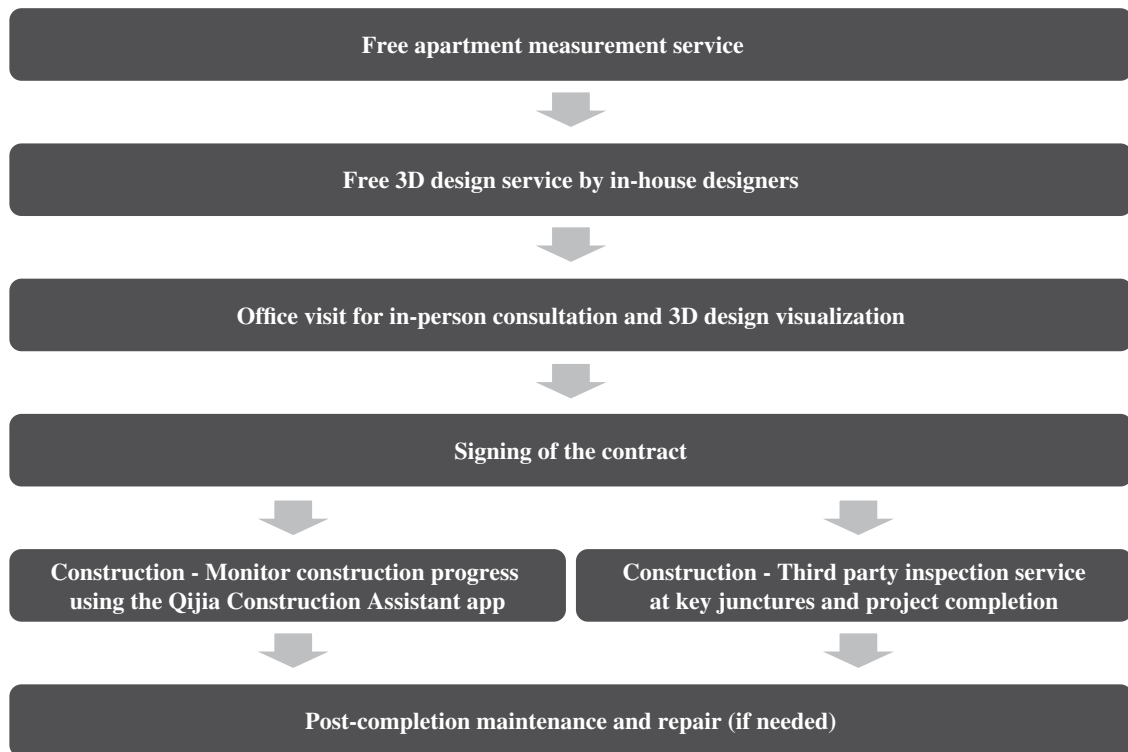 Free apartment measurement service
Free 3D design service by in-house designers
Office visit for in-person consultation and 3D design visualization
Signing of the contract
Construction - Monitor construction progress
using the Qijia Construction Assistant app
Construction - Third party inspection service
at key junctures and project completion
Post-completion maintenance and repair (if needed)